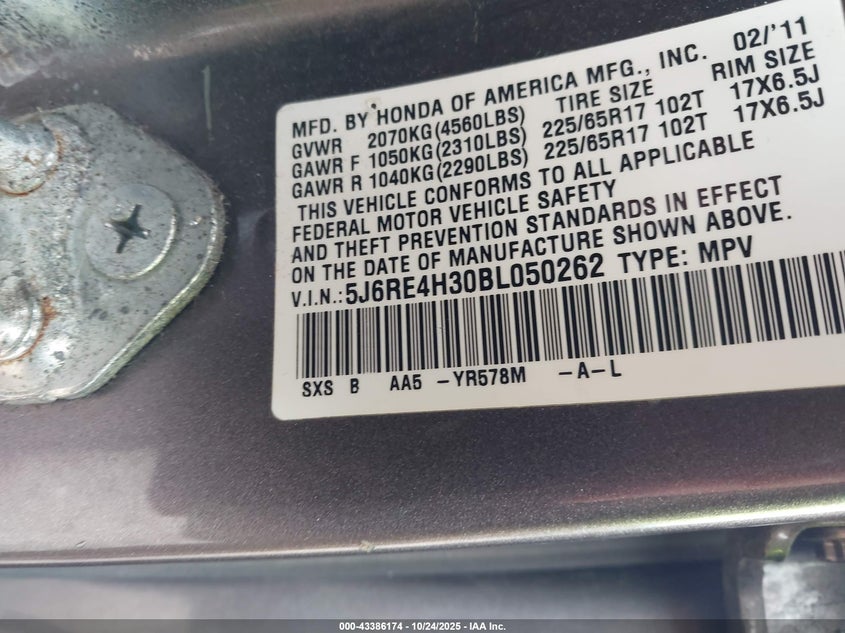 MFD. BY HONDA OF AMERICA MFG., INC. 02/'11
GVWR 2070KG(4560LBS) TIRE SIZE RIM SIZE
GAWR F 1050KG(2310LBS) 225/65R17 102T 17X6.5J
GAWR R 1040KG(2290LBS) 225/65R17 102T 17X6.5J
THIS VEHICLE CONFORMS TO ALL APPLICABLE
FEDERAL MOTOR VEHICLE SAFETY
AND THEFT PREVENTION STANDARDS IN EFFECT
ON THE DATE OF MANUFACTURE SHOWN ABOVE.
V.I.N.:5J6RE4H30BL050262 TYPE: MPV
SXS B AA5 -YR578M -A-L
000-43386174 - 10/24/2025 - IAA Inc.